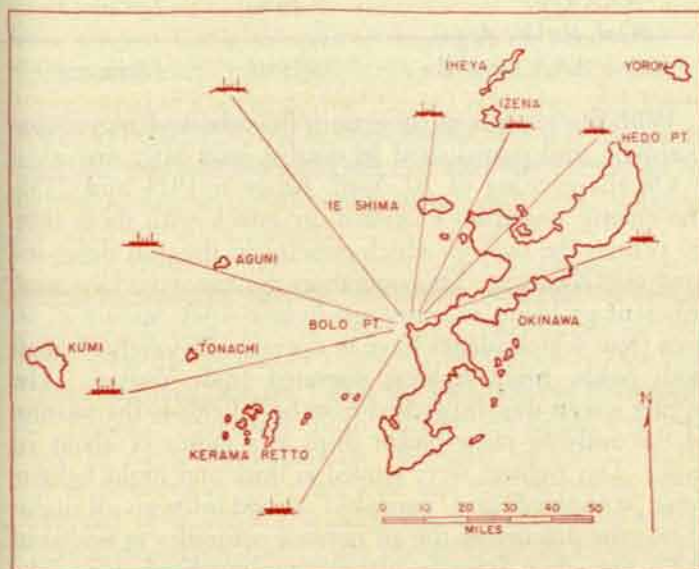 IHEYA
YORON
IZENA
HEDO PT.
IE SHIMA
AGUNI
BOLO PT.
OKINAWA
KUMI
TONACHI
KERAMA RETTO
N
0 10 20 30 40 50
MILES